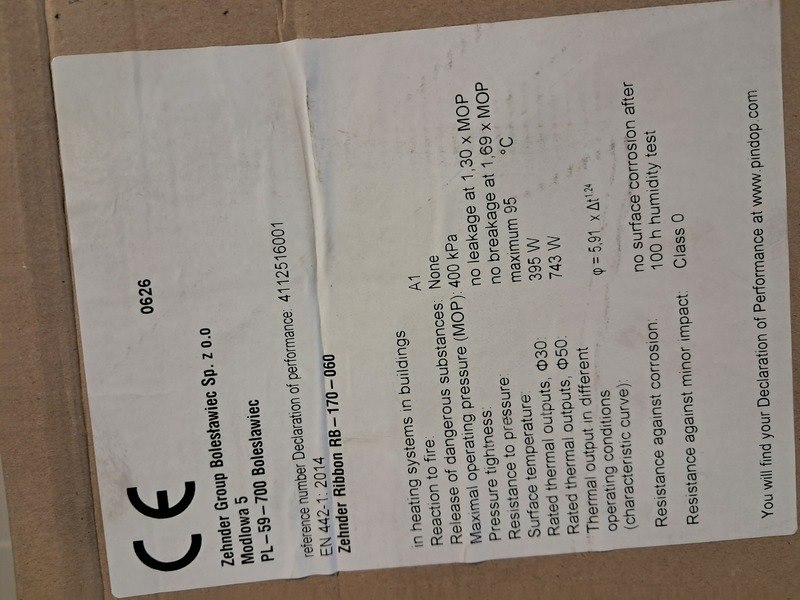 CE
0626
Zehnder Group Bolesławiec Sp. z o.o
Modlowa 5
PL–59–700 Boleslawiec
reference number Declaration of performance: 4112516001
EN 442-1: 2014
Zehnder Ribbon RB–170–060
in heating systems in buildings
Reaction to fire: A1
Release of dangerous substances: None
Maximal operating pressure (MOP): 400 kPa
Pressure tightness: no leakage at 1,30 x MOP
Resistance to pressure: no breakage at 1,69 x MOP
Surface temperature: maximum 95 °C
Rated thermal outputs, Φ30: 395 W
Rated thermal outputs, Φ50: 743 W
Thermal output in different
operating conditions
(characteristic curve): φ = 5,91 x Δt^1,24
Resistance against corrosion: no surface corrosion after
100 h humidity test
Resistance against minor impact: Class 0
You will find your Declaration of Performance at www.pindop.com